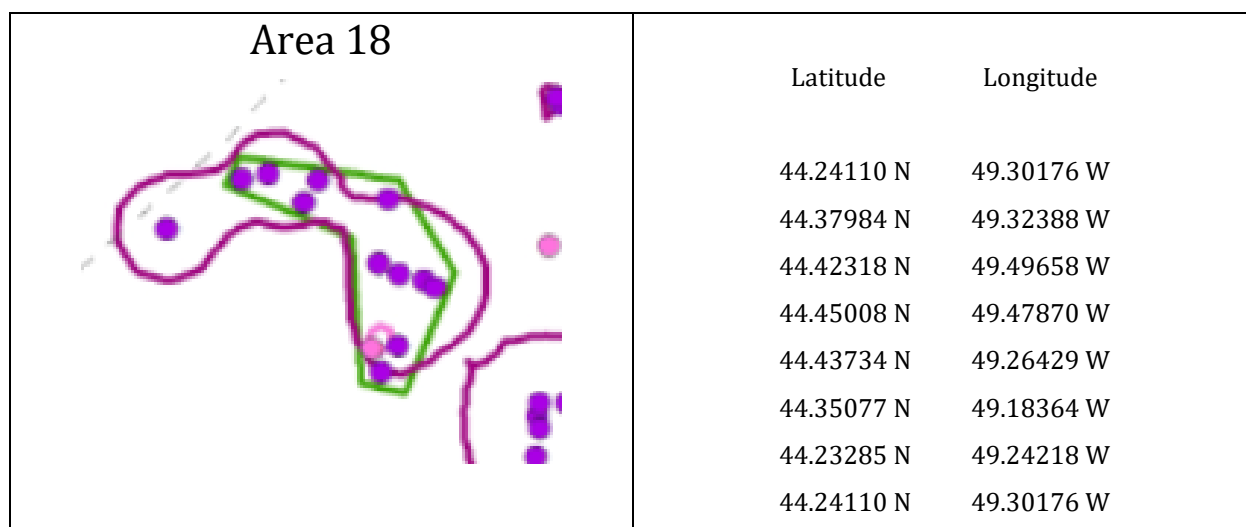 Area 18
Latitude Longitude
44.24110 N 49.30176 W
44.37984 N 49.32388 W
44.42318 N 49.49658 W
44.45008 N 49.47870 W
44.43734 N 49.26429 W
44.35077 N 49.18364 W
44.23285 N 49.24218 W
44.24110 N 49.30176 W